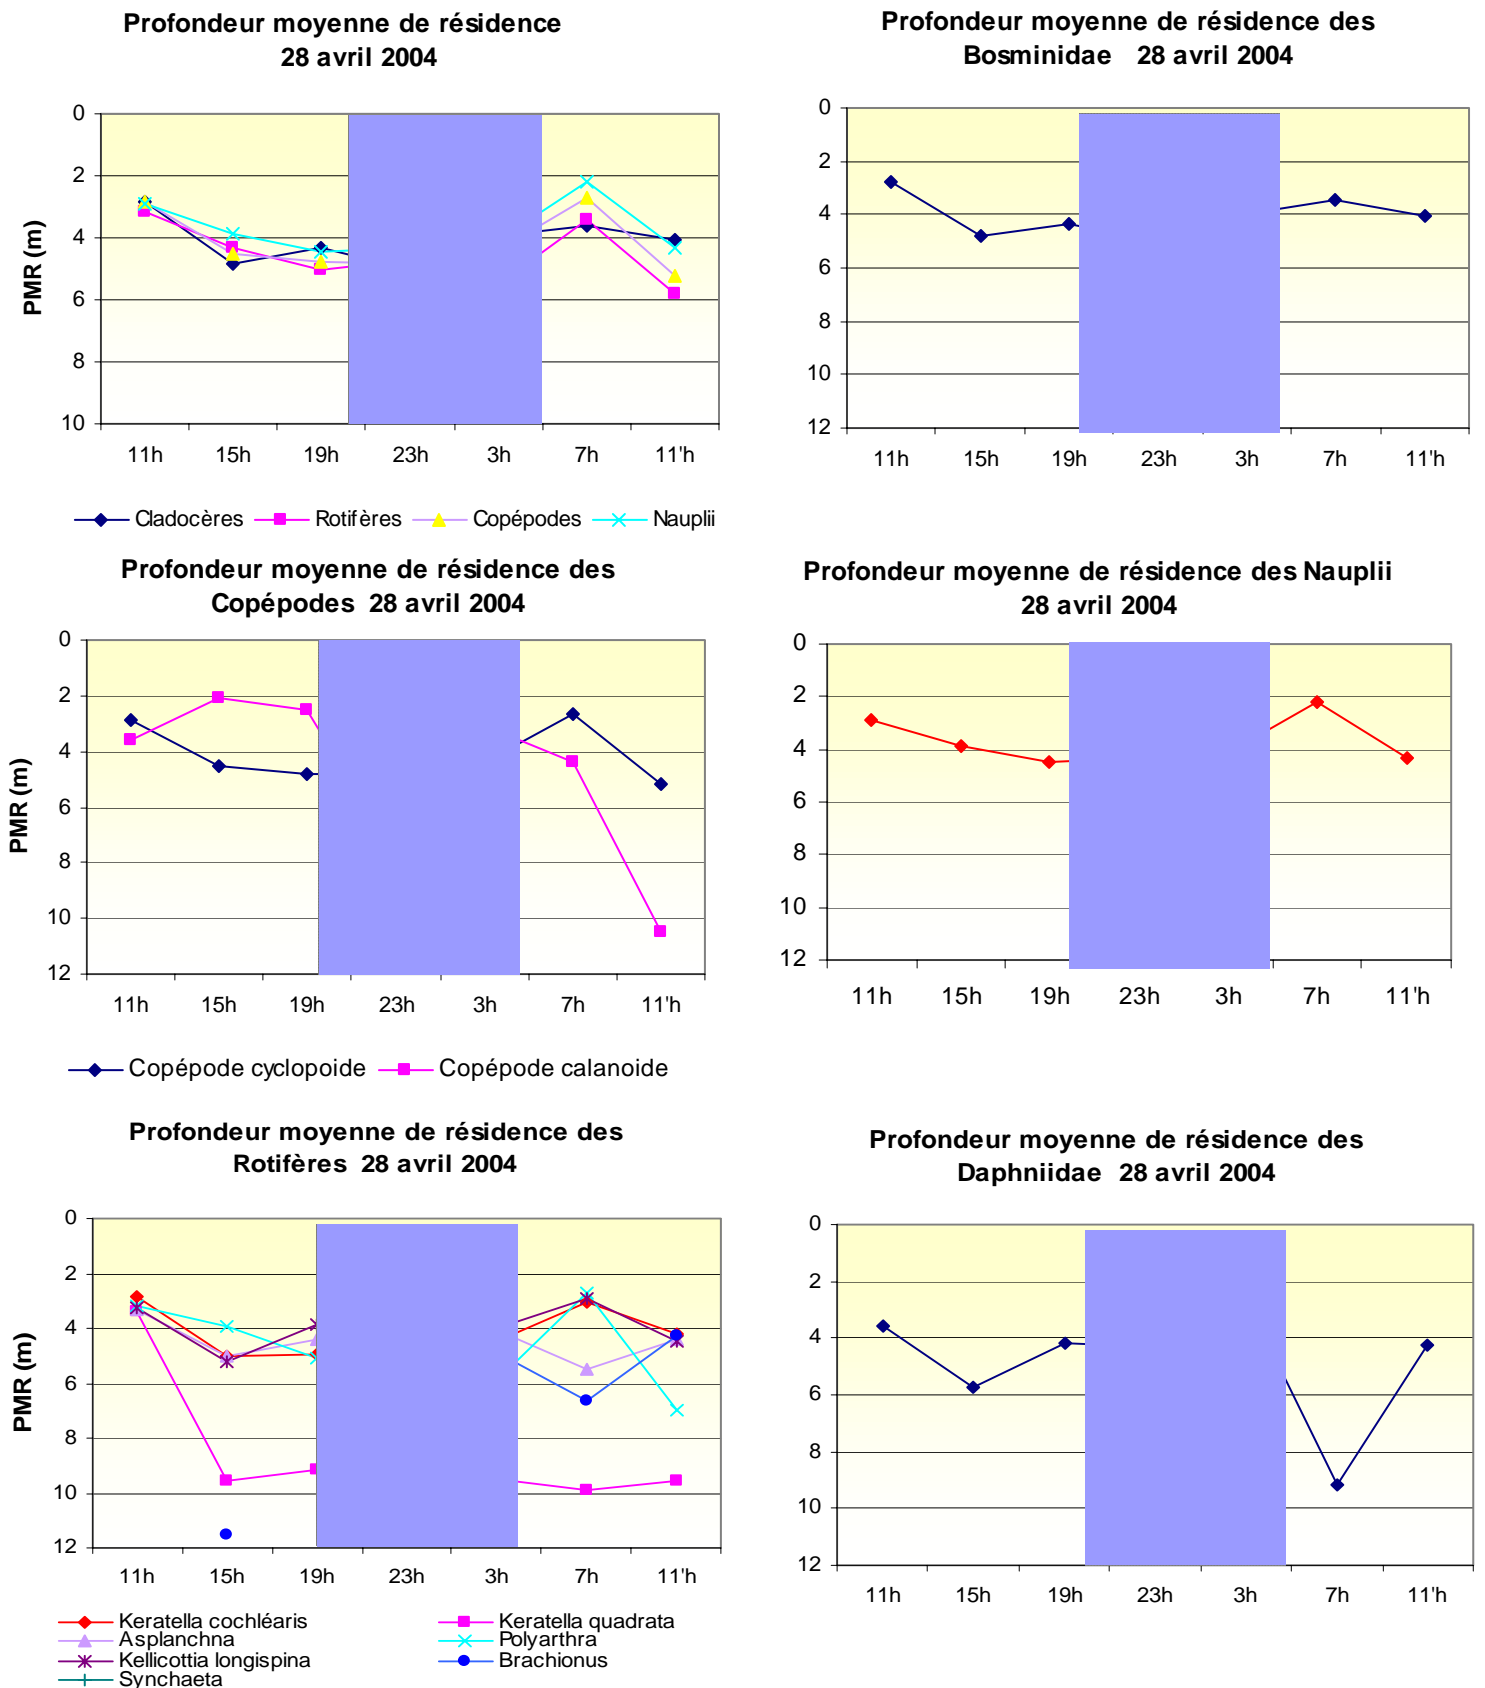 Profondeur moyenne de résidence
28 avril 2004
0
2
4
6
8
10
PMR (m)
11h 15h 19h 23h 3h 7h 11'h
Cladocères Rotifères Copépodes Nauplii
Profondeur moyenne de résidence des
Bosminidae 28 avril 2004
0
2
4
6
8
10
12
11h 15h 19h 23h 3h 7h 11'h
Profondeur moyenne de résidence des
Copépodes 28 avril 2004
0
2
4
6
8
10
12
PMR (m)
11h 15h 19h 23h 3h 7h 11'h
Copépode cyclopoide Copépode calanoide
Profondeur moyenne de résidence des Nauplii
28 avril 2004
0
2
4
6
8
10
12
11h 15h 19h 23h 3h 7h 11'h
Profondeur moyenne de résidence des
Rotifères 28 avril 2004
0
2
4
6
8
10
12
PMR (m)
11h 15h 19h 23h 3h 7h 11'h
Keratella cochléaris Keratella quadrata
Asplanchna Polyarthra
Kellicottia longispina Brachionus
Synchaeta
Profondeur moyenne de résidence des
Daphniidae 28 avril 2004
0
2
4
6
8
10
12
11h 15h 19h 23h 3h 7h 11'h